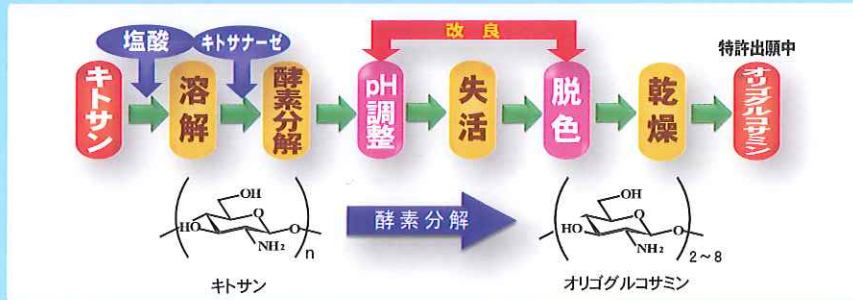 改良
塩酸
キトサナーゼ
特許出願中
キトサン
溶解
酵素分解
pH調整
失活
脱色
乾燥
オリゴグルコサミン
OH
O
HO
NH₂
O
n
酵素分解
OH
O
HO
NH₂
O
2~8
キトサン
オリゴグルコサミン